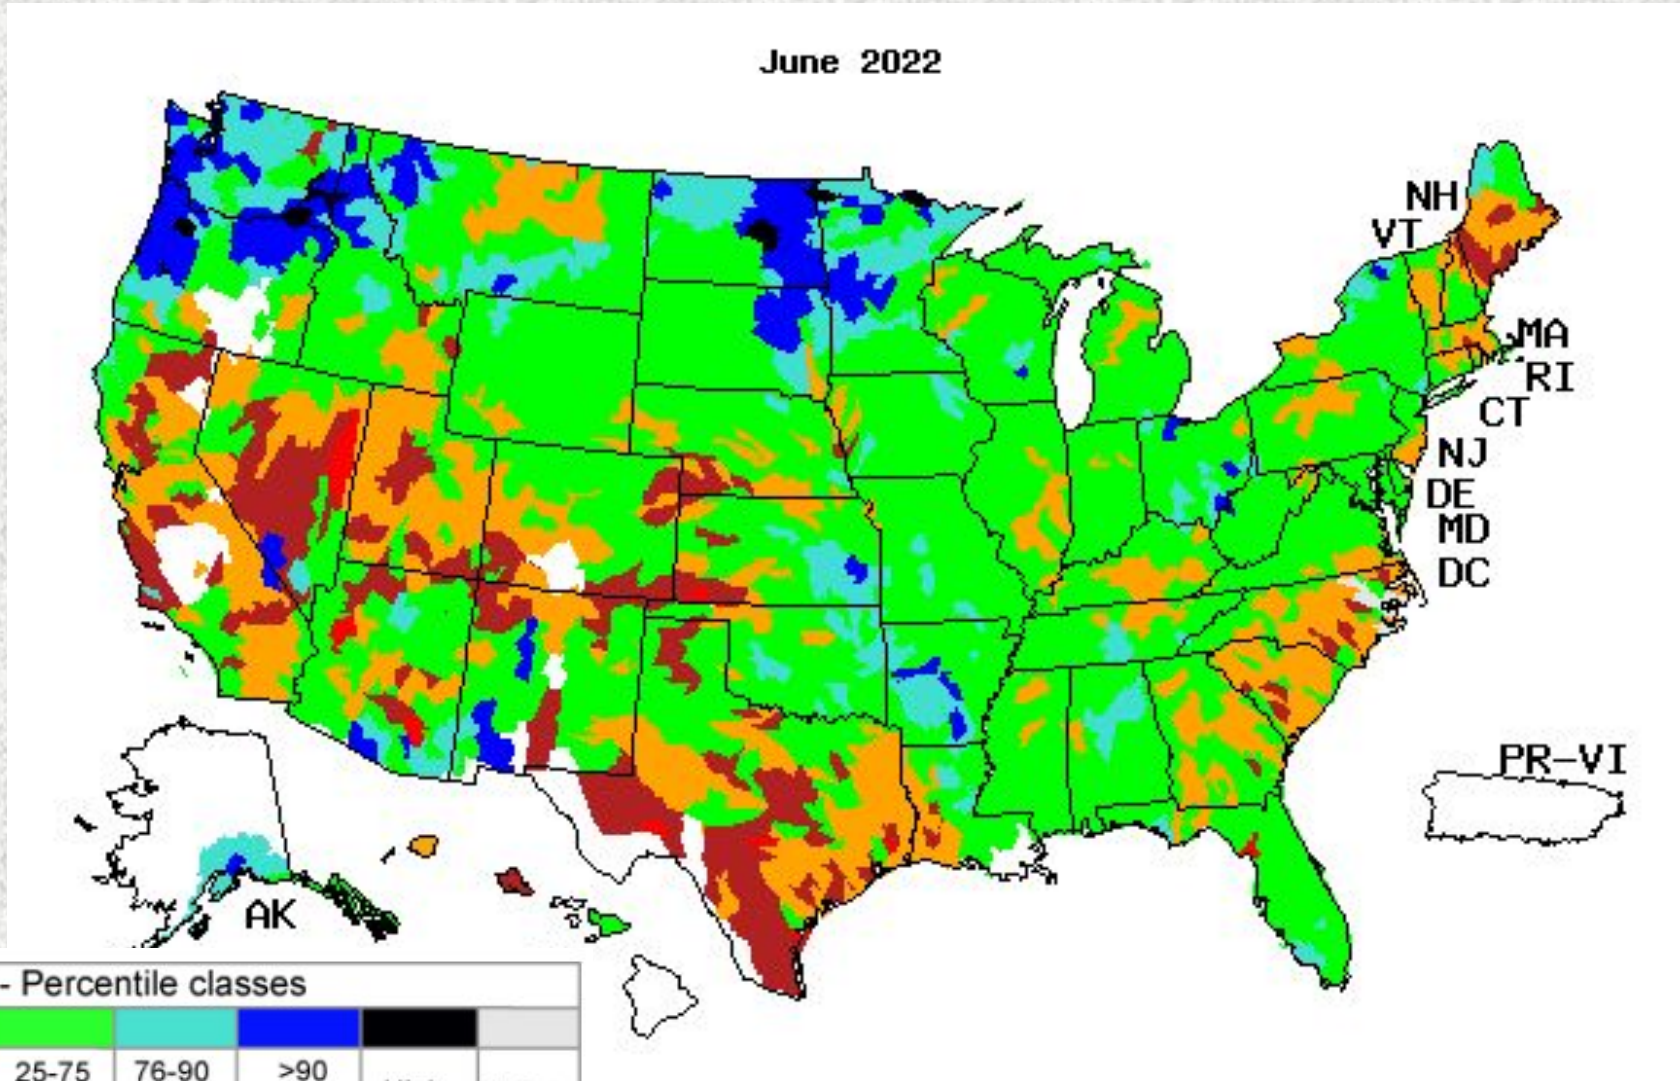 June 2022
NH
VT
MA
RI
CT
NJ
DE
MD
DC
PR-VI
AK
- Percentile classes
25-75 76-90 >90